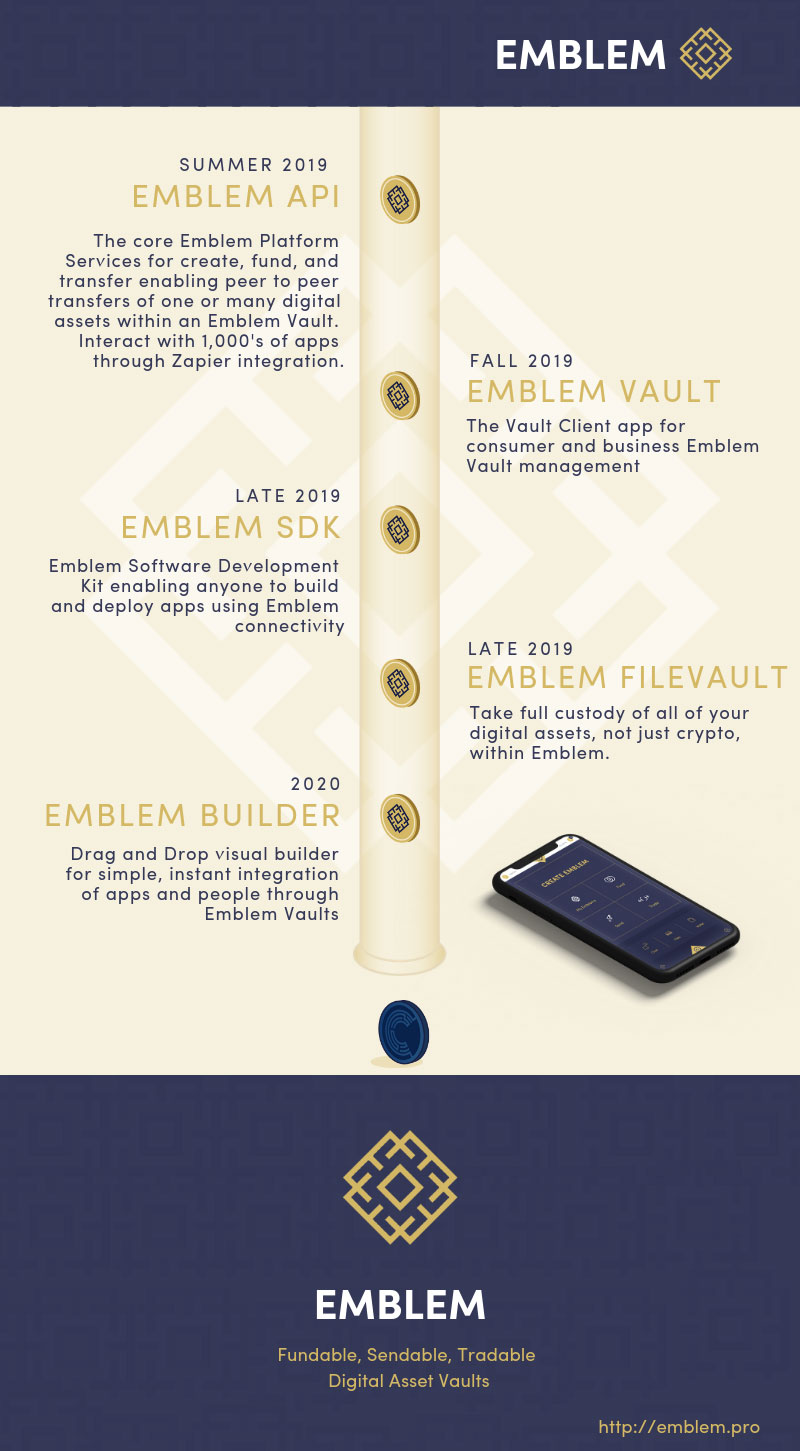 EMBLEM
SUMMER 2019
EMBLEM API
The core Emblem Platform
Services for create, fund, and
transfer enabling peer to peer
transfers of one or many digital
assets within an Emblem Vault.
Interact with 1,000's of apps
through Zapier integration.
FALL 2019
EMBLEM VAULT
The Vault Client app for
consumer and business Emblem
Vault management
LATE 2019
EMBLEM SDK
Emblem Software Development
Kit enabling anyone to build
and deploy apps using Emblem
connectivity
LATE 2019
EMBLEM FILEVAULT
Take full custody of all of your
digital assets, not just crypto,
within Emblem.
2020
EMBLEM BUILDER
Drag and Drop visual builder
for simple, instant integration
of apps and people through
Emblem Vaults
CREATE EMBLEM
EMBLEM
Fundable, Sendable, Tradable
Digital Asset Vaults
http://emblem.pro